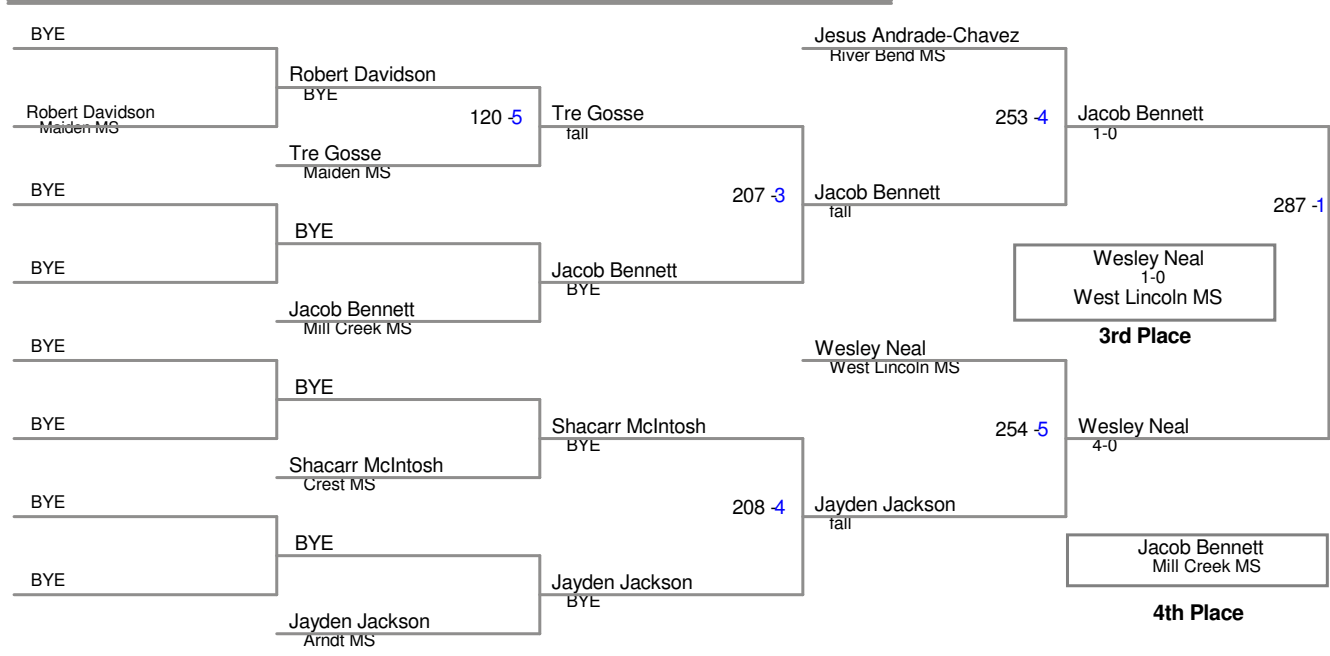 BYE
Robert Davidson
Maiden MS
BYE
BYE
BYE
BYE
BYE
BYE
Robert Davidson
BYE
120 -5
Tre Gosse
Maiden MS
BYE
Jacob Bennett
Mill Creek MS
BYE
Shacarr McIntosh
Crest MS
BYE
Jayden Jackson
Arndt MS
Tre Gosse
fall
207 -3
Jacob Bennett
BYE
Shacarr McIntosh
BYE
208 -4
Jayden Jackson
BYE
Jesus Andrade-Chavez
River Bend MS
253 -4
Jacob Bennett
fall
Wesley Neal
West Lincoln MS
254 -5
Jayden Jackson
fall
Jacob Bennett
1-0
287 -1
Wesley Neal
4-0
Wesley Neal
1-0
West Lincoln MS
3rd Place
Jacob Bennett
Mill Creek MS
4th Place